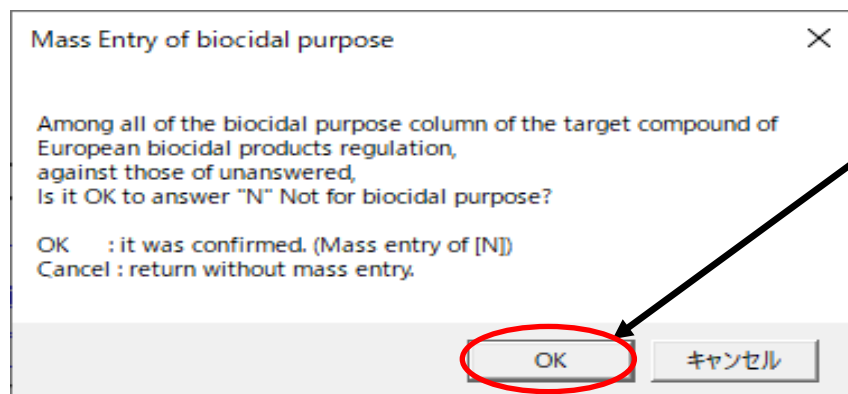 Mass Entry of biocidal purpose
Among all of the biocidal purpose column of the target compound of
European biocidal products regulation,
against those of unanswered,
Is it OK to answer "N" Not for biocidal purpose?
OK : it was confirmed. (Mass entry of [N])
Cancel : return without mass entry.
OK キャンセル